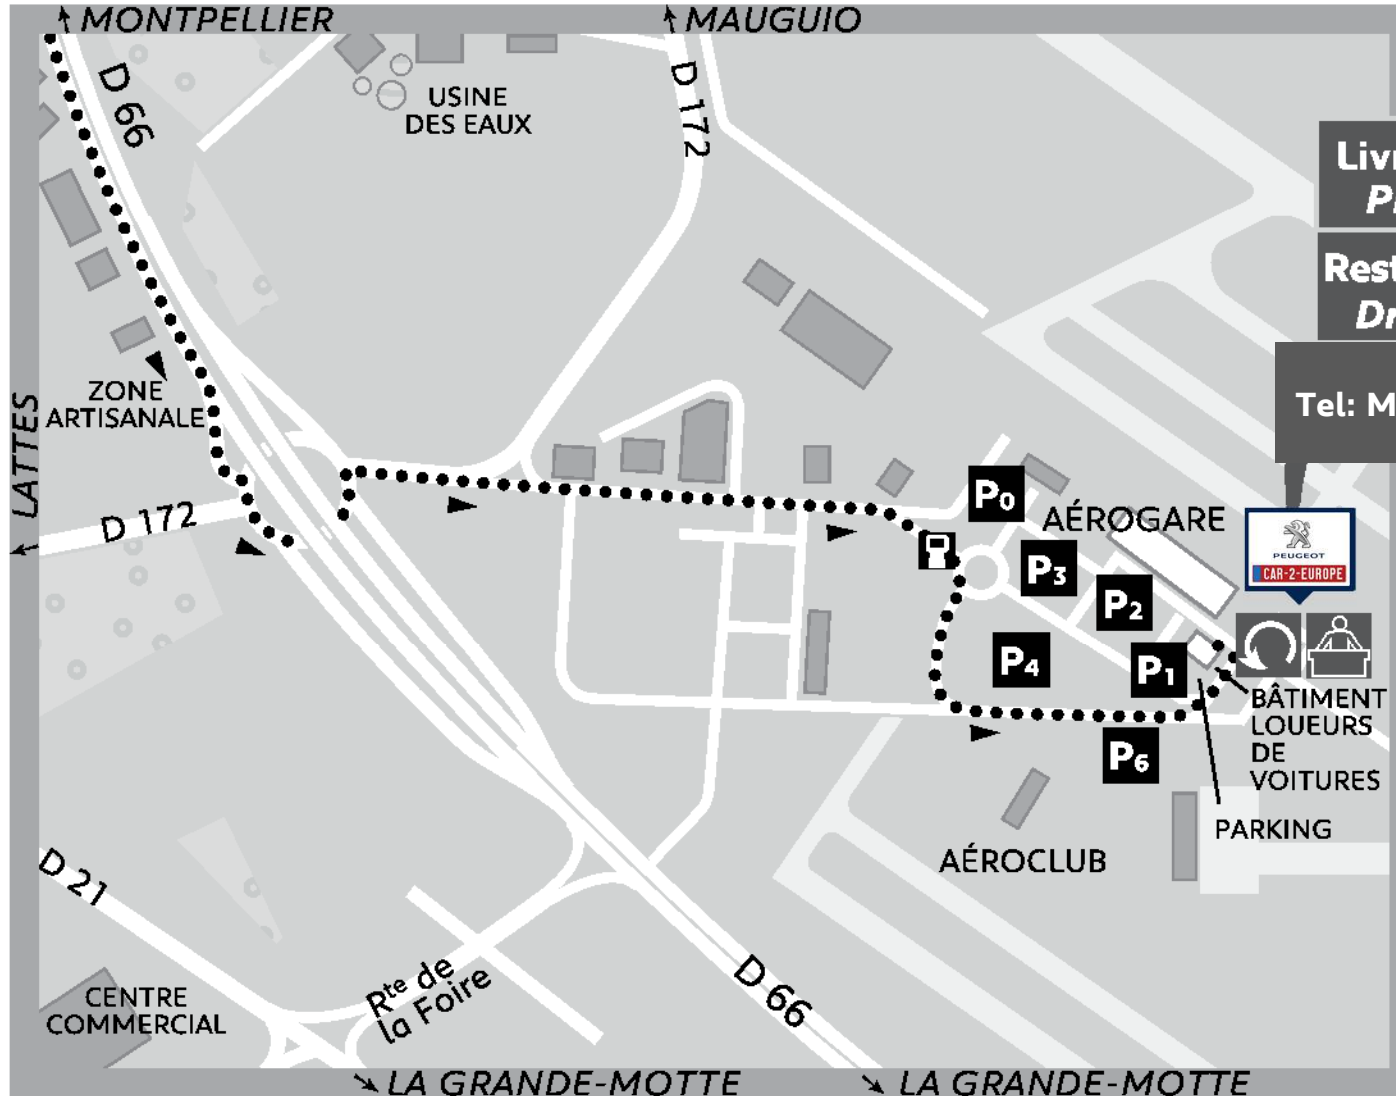 MONTPELLIER
MAUGUIO
D 66
D 172
USINE
DES EAUX
Tel:
ZONE
ARTISANALE
LATTES
D 172
P0
AÉROGARE
PEUGEOT
CAR-2-EUROPE
P3
P2
P4
P1
BÂTIMENT
LOUEURS
DE
VOITURES
P6
PARKING
AÉROCLUB
D 21
Rte de
la Foire
D 66
CENTRE
COMMERCIAL
LA GRANDE-MOTTE
LA GRANDE-MOTTE